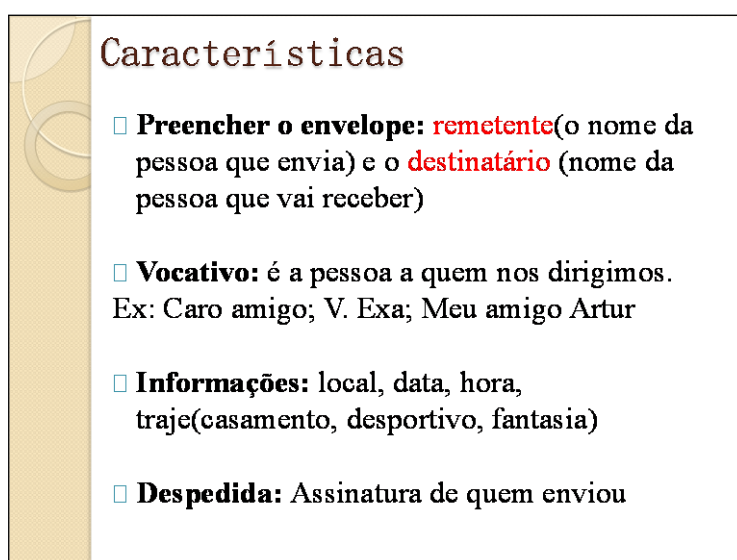 Características
Preencher o envelope: remetente(o nome da
pessoa que envia) e o destinatário (nome da
pessoa que vai receber)
Vocativo: é a pessoa a quem nos dirigimos.
Ex: Caro amigo; V. Exa; Meu amigo Artur
Informações: local, data, hora,
traje(casamento, desportivo, fantasia)
Despedida: Assinatura de quem enviou